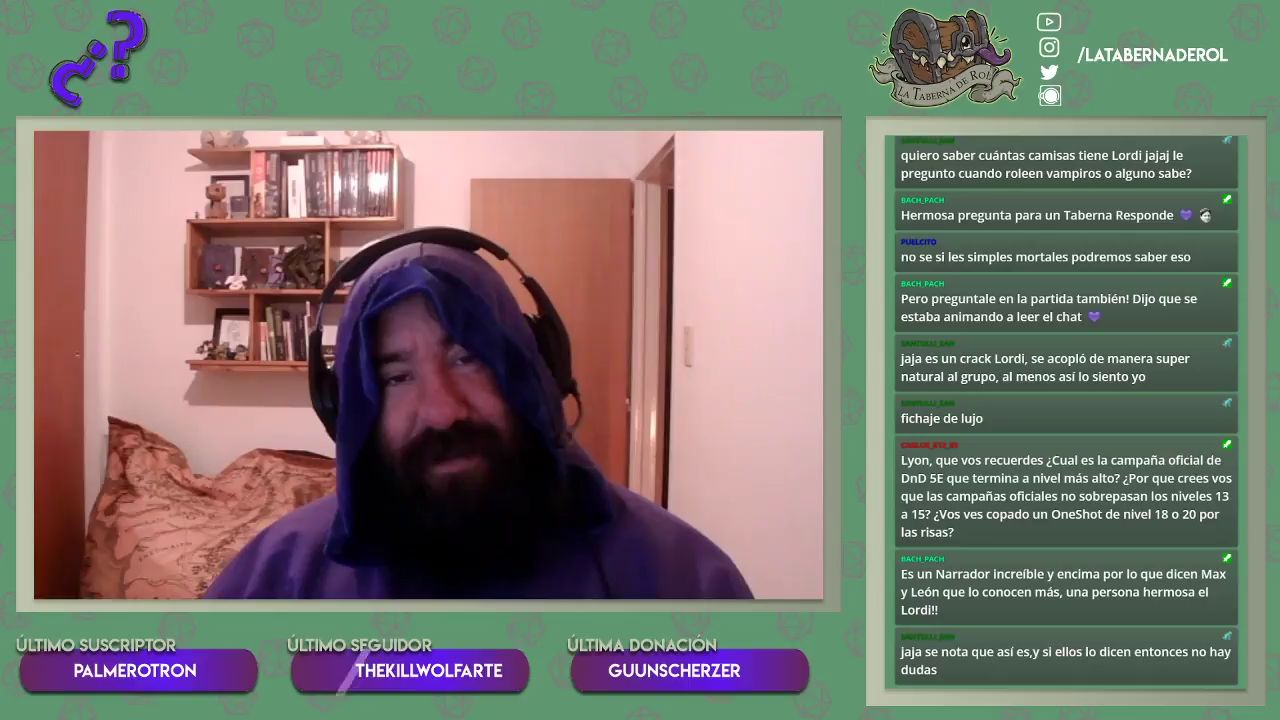 ¿?
LA TABERNA DE ROL
/LATABERNADEROL
quiero saber cuántas camisas tiene Lordi jajaj le
pregunto cuando roleen vampiros o alguno sabe?
BACH_PACH
Hermosa pregunta para un Taberna Responde
PUELCITO
no se si les simples mortales podremos saber eso
BACH_PACH
Pero preguntale en la partida también! Dijo que se
estaba animando a leer el chat
jaja es un crack Lordi, se acopló de manera super
natural al grupo, al menos así lo siento yo
fichaje de lujo
Lyon, que vos recuerdes ¿Cual es la campaña oficial de
DnD 5E que termina a nivel más alto? ¿Por que crees vos
que las campañas oficiales no sobrepasan los niveles 13
a 15? ¿Vos ves copado un OneShot de nivel 18 o 20 por
las risas?
BACH_PACH
Es un Narrador increíble y encima por lo que dicen Max
y León que lo conocen más, una persona hermosa el
Lordi!!
jaja se nota que así es,y si ellos lo dicen entonces no hay
dudas
ÚLTIMO SUSCRIPTOR
PALMEROTRON
ÚLTIMO SEGUIDOR
THEKILLWOLFARTE
ÚLTIMA DONACIÓN
GUUNSCHERZER